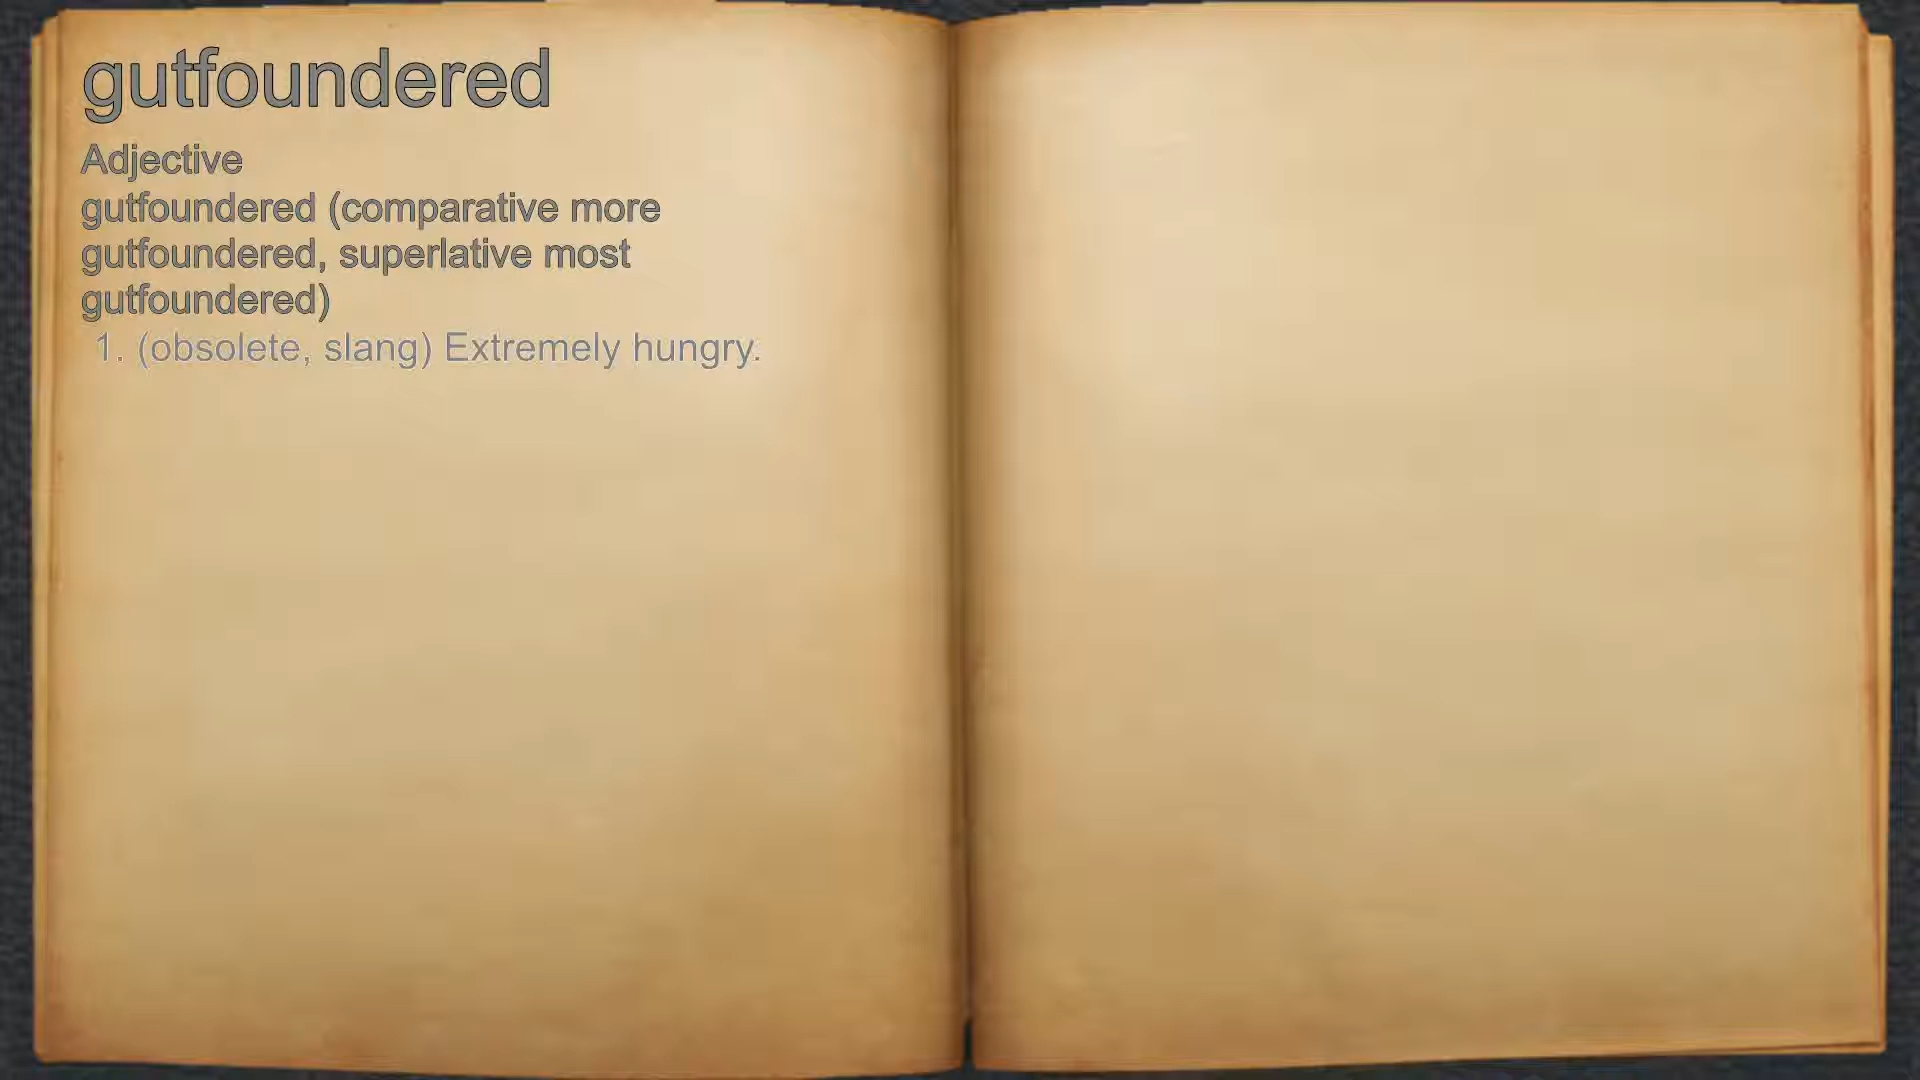 gutfoundered
Adjective
gutfoundered (comparative more
gutfoundered, superlative most
gutfoundered)
1. (obsolete, slang) Extremely hungry.